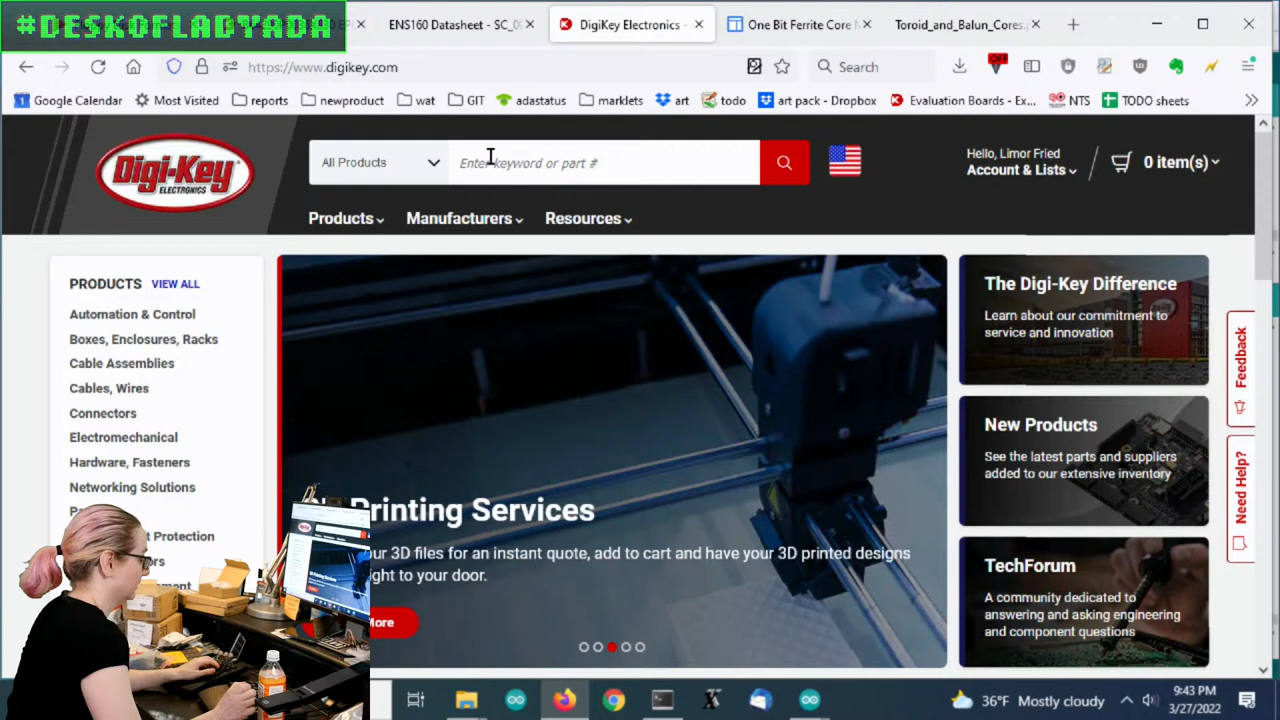 #DESKOFLADYADA
ENS160 Datasheet - SC_0
DigiKey Electronics -
One Bit Ferrite Core
Toroid_and_Balun_Cores.
https://www.digikey.com
Search
OFF
Google Calendar
Most Visited
reports
newproduct
wat
GIT
adastatus
marklets
art
todo
art pack - Dropbox
Evaluation Boards - Ex...
NTS
TODO sheets
Digi-Key
ELECTRONICS
All Products
Enter keyword or part #
Hello, Limor Fried
Account & Lists
0 item(s)
Products
Manufacturers
Resources
PRODUCTS VIEW ALL
Automation & Control
Boxes, Enclosures, Racks
Cable Assemblies
Cables, Wires
Connectors
Electromechanical
Hardware, Fasteners
Networking Solutions
t Protection
Printing Services
our 3D files for an instant quote, add to cart and have your 3D printed designs
ght to your door.
More
The Digi-Key Difference
Learn about our commitment to
service and innovation
New Products
See the latest parts and suppliers
added to our extensive inventory
TechForum
A community dedicated to
answering and asking engineering
and component questions
Feedback
Need Help?
36°F Mostly cloudy
9:43 PM
3/27/2022